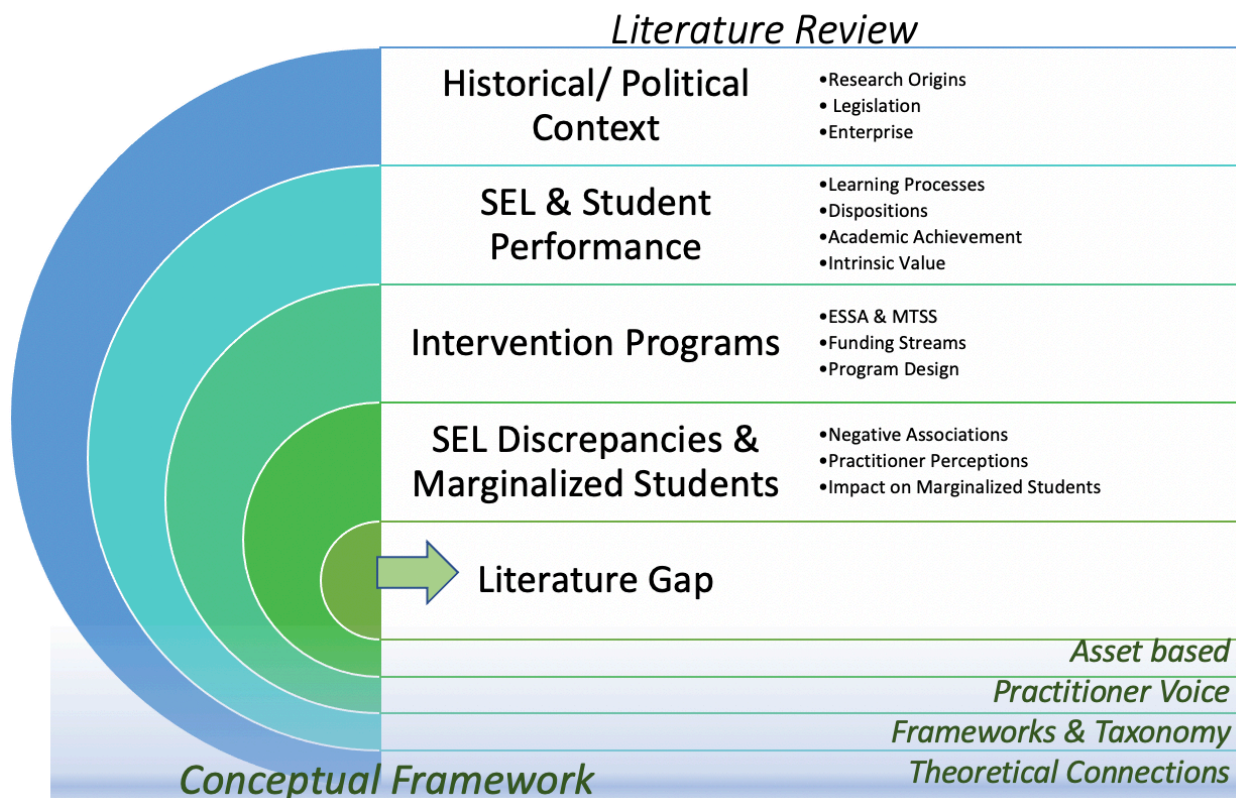 Literature Review
Historical/ Political
Context
•Research Origins
• Legislation
•Enterprise
SEL & Student
Performance
•Learning Processes
•Dispositions
•Academic Achievement
•Intrinsic Value
Intervention Programs
•ESSA & MTSS
•Funding Streams
•Program Design
SEL Discrepancies &
Marginalized Students
•Negative Associations
•Practitioner Perceptions
•Impact on Marginalized Students
Literature Gap
Asset based
Practitioner Voice
Frameworks & Taxonomy
Theoretical Connections
Conceptual Framework